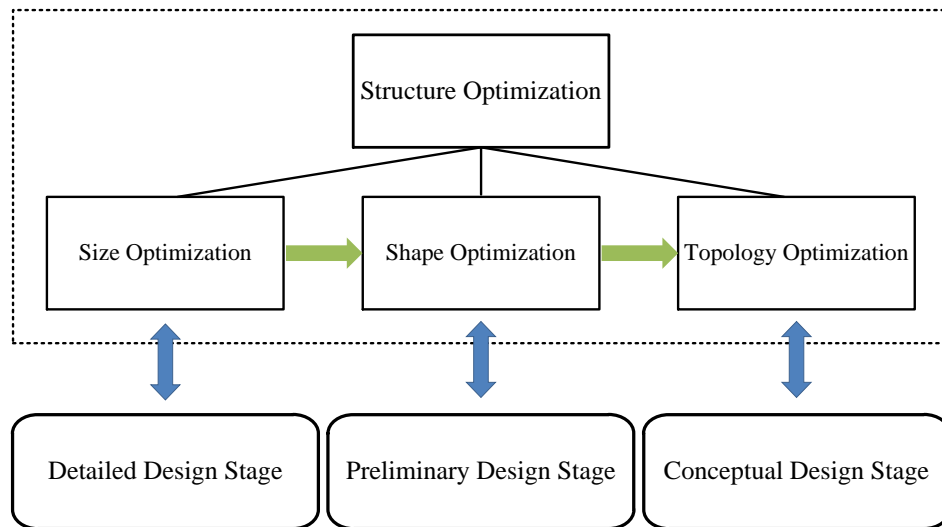 Structure Optimization
Size Optimization
Shape Optimization
Topology Optimization
Detailed Design Stage
Preliminary Design Stage
Conceptual Design Stage